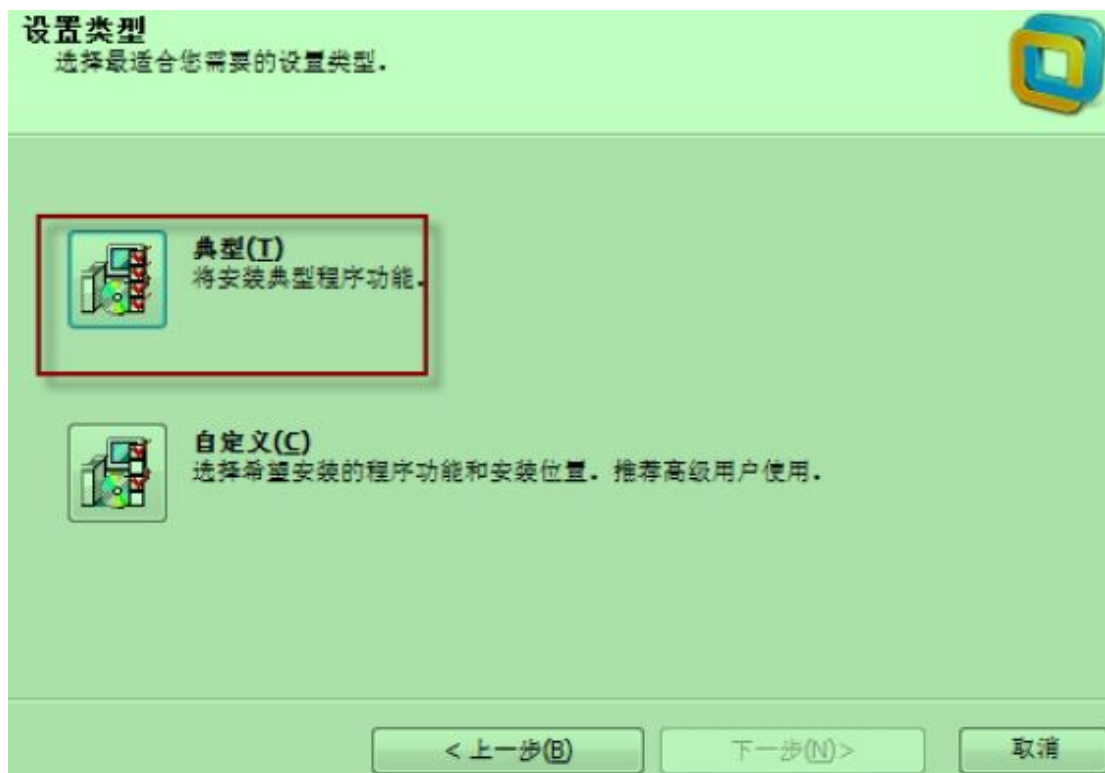 设置类型
选择最适合您需要的设置类型.
典型(T)
将安装典型程序功能.
自定义(C)
选择希望安装的程序功能和安装位置. 推荐高级用户使用.
< 上一步(B)
下一步(N) >
取消